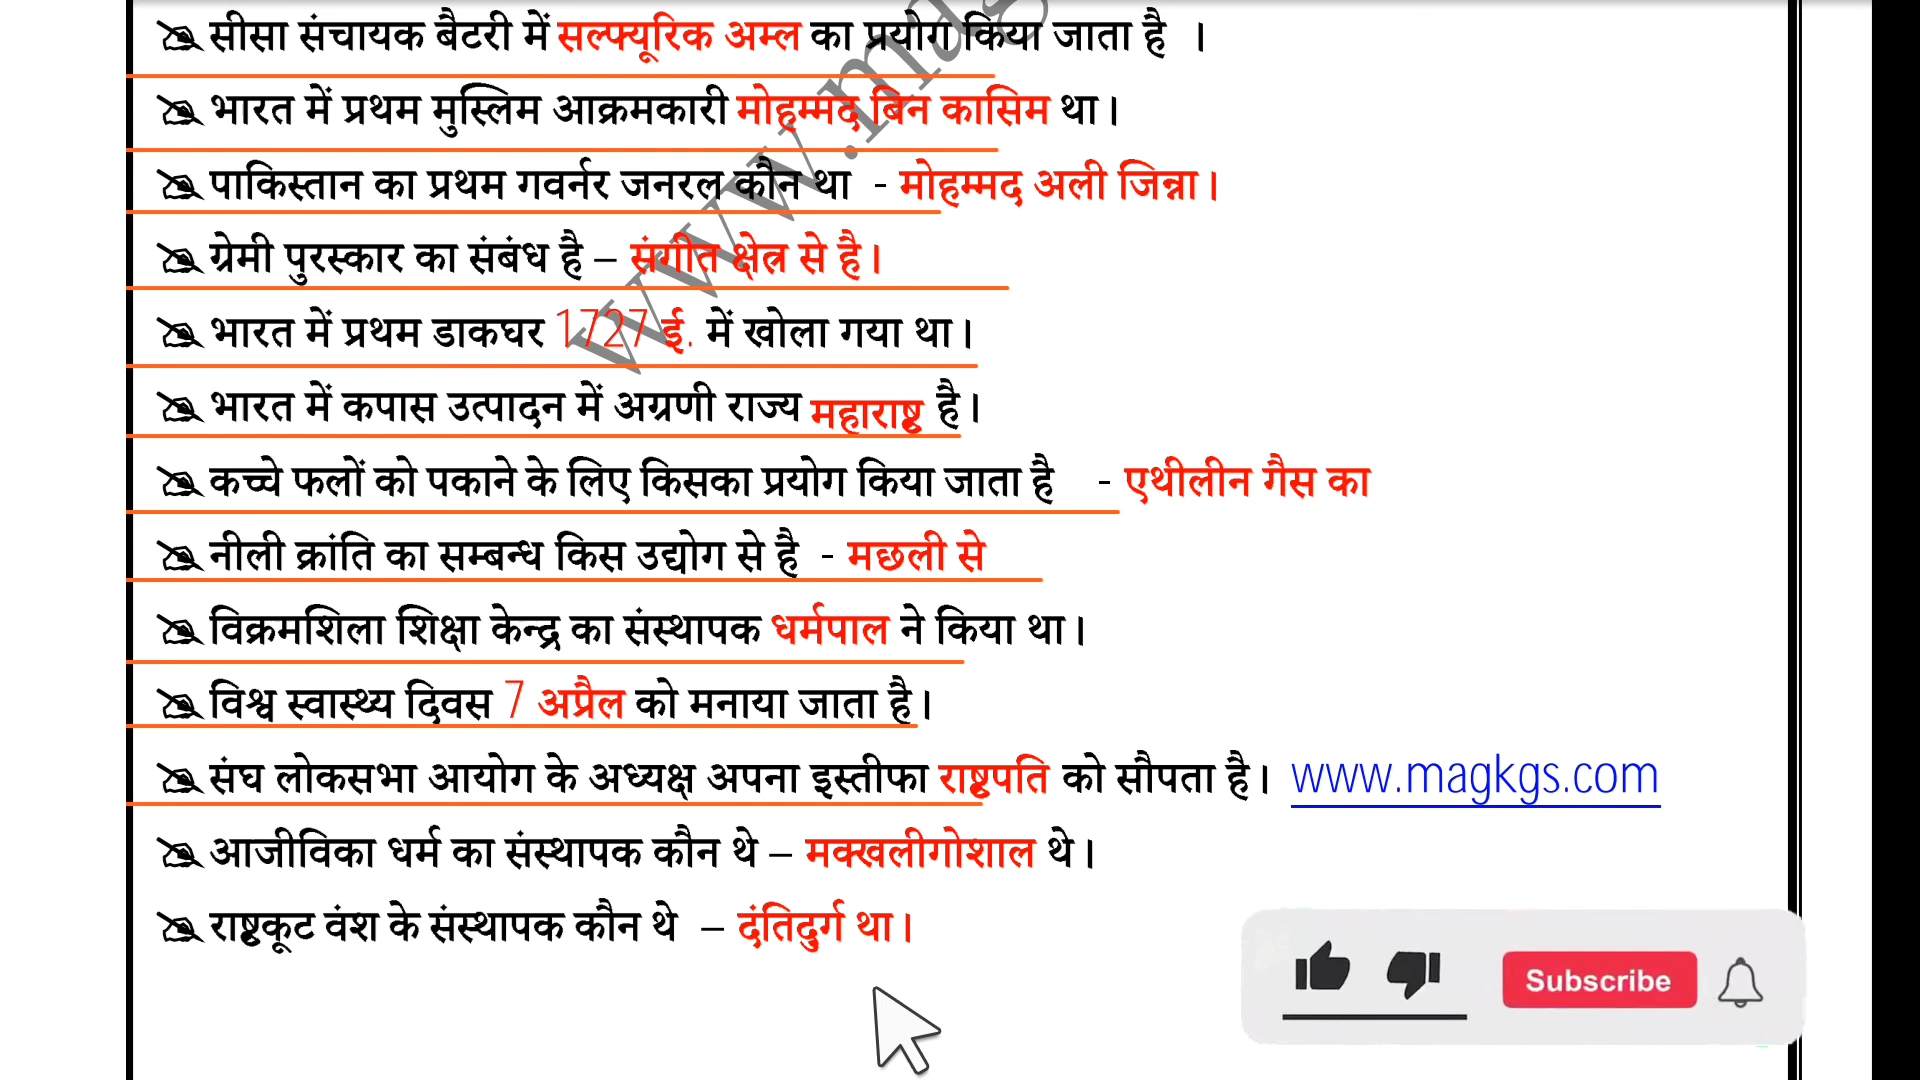 सीसा संचायक बैटरी में सल्फ्यूरिक अम्ल का प्रयोग किया जाता है ।
भारत में प्रथम मुस्लिम आक्रमकारी मोहम्मद बिन कासिम था।
पाकिस्तान का प्रथम गवर्नर जनरल कौन था - मोहम्मद अली जिन्ना।
ग्रेमी पुरस्कार का संबंध है – संगीत क्षेत्र से है।
भारत में प्रथम डाकघर 1727 ई. में खोला गया था।
भारत में कपास उत्पादन में अग्रणी राज्य महाराष्ट्र है।
कच्चे फलों को पकाने के लिए किसका प्रयोग किया जाता है - एथीलीन गैस का
नीली क्रांति का सम्बन्ध किस उद्योग से है - मछली से
विक्रमशिला शिक्षा केन्द्र का संस्थापक धर्मपाल ने किया था।
विश्व स्वास्थ्य दिवस 7 अप्रैल को मनाया जाता है।
संघ लोकसभा आयोग के अध्यक्ष अपना इस्तीफा राष्ट्रपति को सौपता है। www.magkgs.com
आजीविका धर्म का संस्थापक कौन थे – मक्खलीगोशाल थे।
राष्ट्रकूट वंश के संस्थापक कौन थे – दंतिदुर्ग था।
www.mag
Subscribe